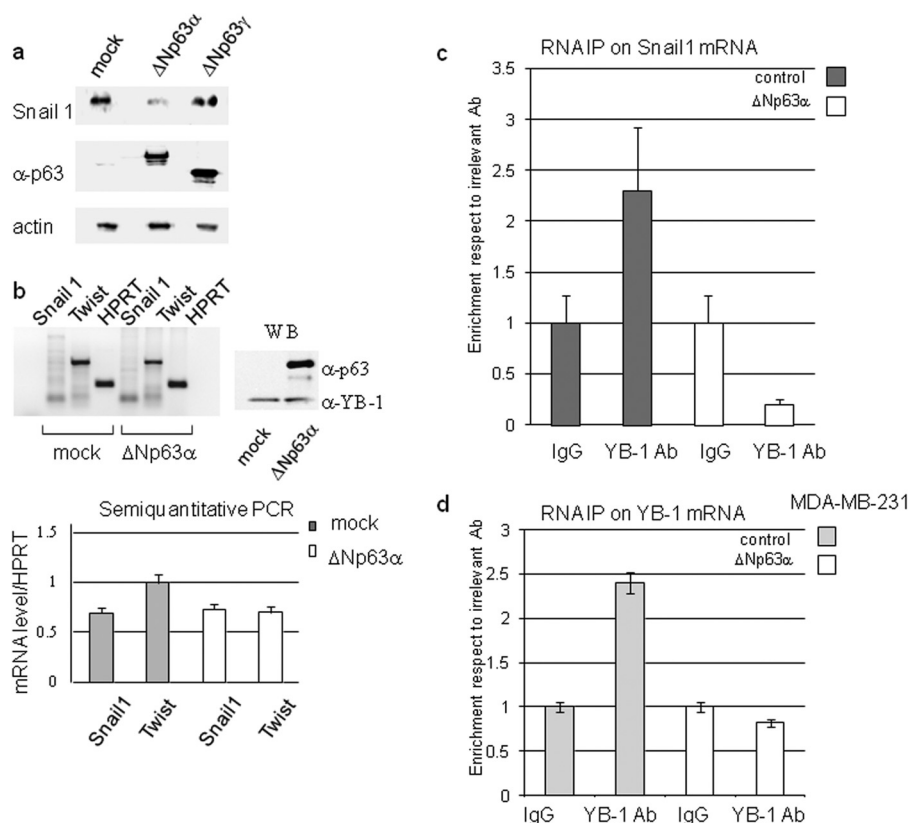 a
mock ΔNp63α ΔNp63γ
Snail 1
α-p63
actin
b
Snail 1 Twist HPRT Snail 1 Twist HPRT
mock ΔNp63α
WB
α-p63
α-YB-1
mock ΔNp63α
Semiquantitative PCR
mock
ΔNp63α
mRNA level/HPRT
1.5
1
0.5
0
Snail1 Twist Snail1 Twist
c
RNAIP on Snail1 mRNA
control
ΔNp63α
Enrichment respect to irrelevant Ab
3.5
3
2.5
2
1.5
1
0.5
0
IgG YB-1 Ab IgG YB-1 Ab
d
RNAIP on YB-1 mRNA
MDA-MB-231
control
ΔNp63α
Enrichment respect to irrelevant Ab
3
2.5
2
1.5
1
0.5
0
IgG YB-1 Ab IgG YB-1 Ab